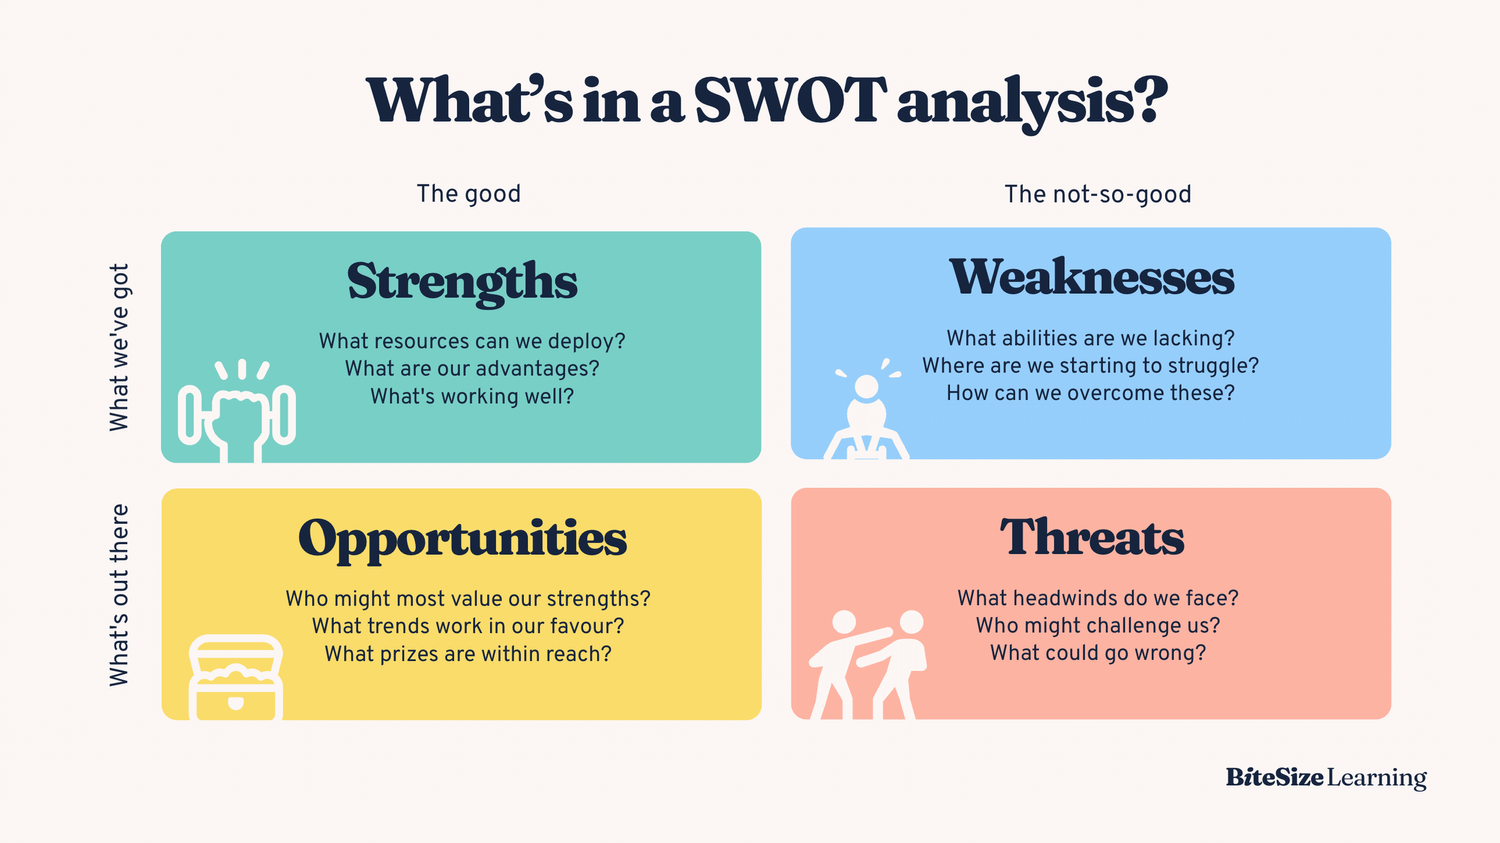 What’s in a SWOT analysis?
The good
The not-so-good
What we've got
Strengths
What resources can we deploy?
What are our advantages?
What's working well?
Weaknesses
What abilities are we lacking?
Where are we starting to struggle?
How can we overcome these?
What's out there
Opportunities
Who might most value our strengths?
What trends work in our favour?
What prizes are within reach?
Threats
What headwinds do we face?
Who might challenge us?
What could go wrong?
BiteSize Learning